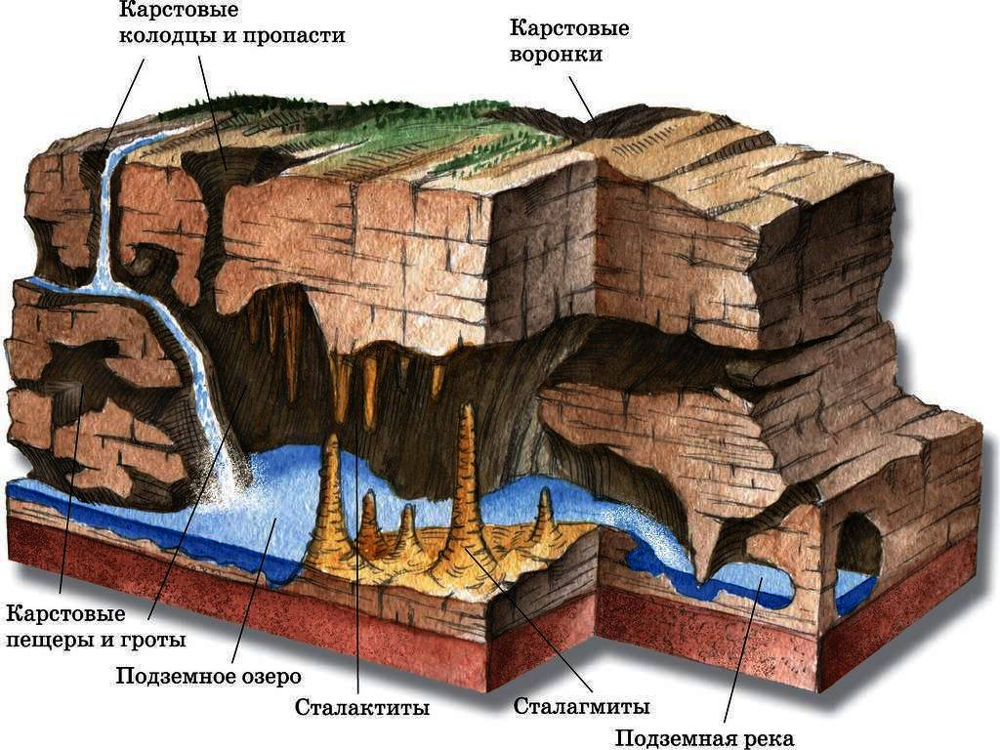 Карстовые
колодцы и пропасти
Карстовые
воронки
Карстовые
пещеры и гроты
Подземное озеро
Сталактиты
Сталагмиты
Подземная река